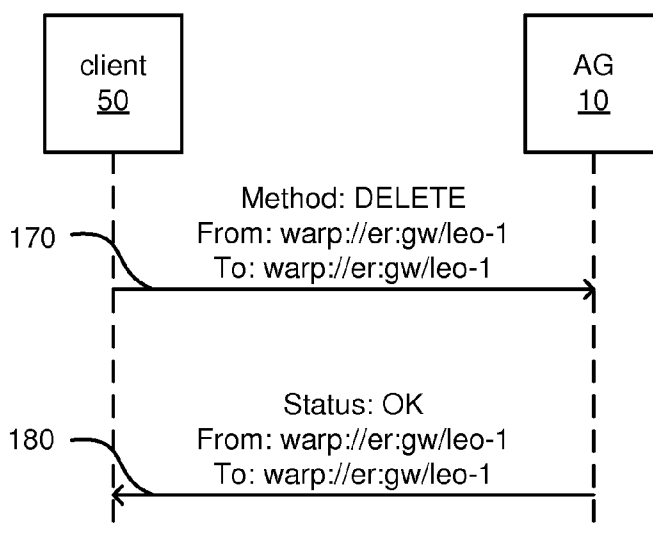 client
50
AG
10
Method: DELETE
170
From: warp://er:gw/leo-1
To: warp://er:gw/leo-1
Status: OK
180
From: warp://er:gw/leo-1
To: warp://er:gw/leo-1